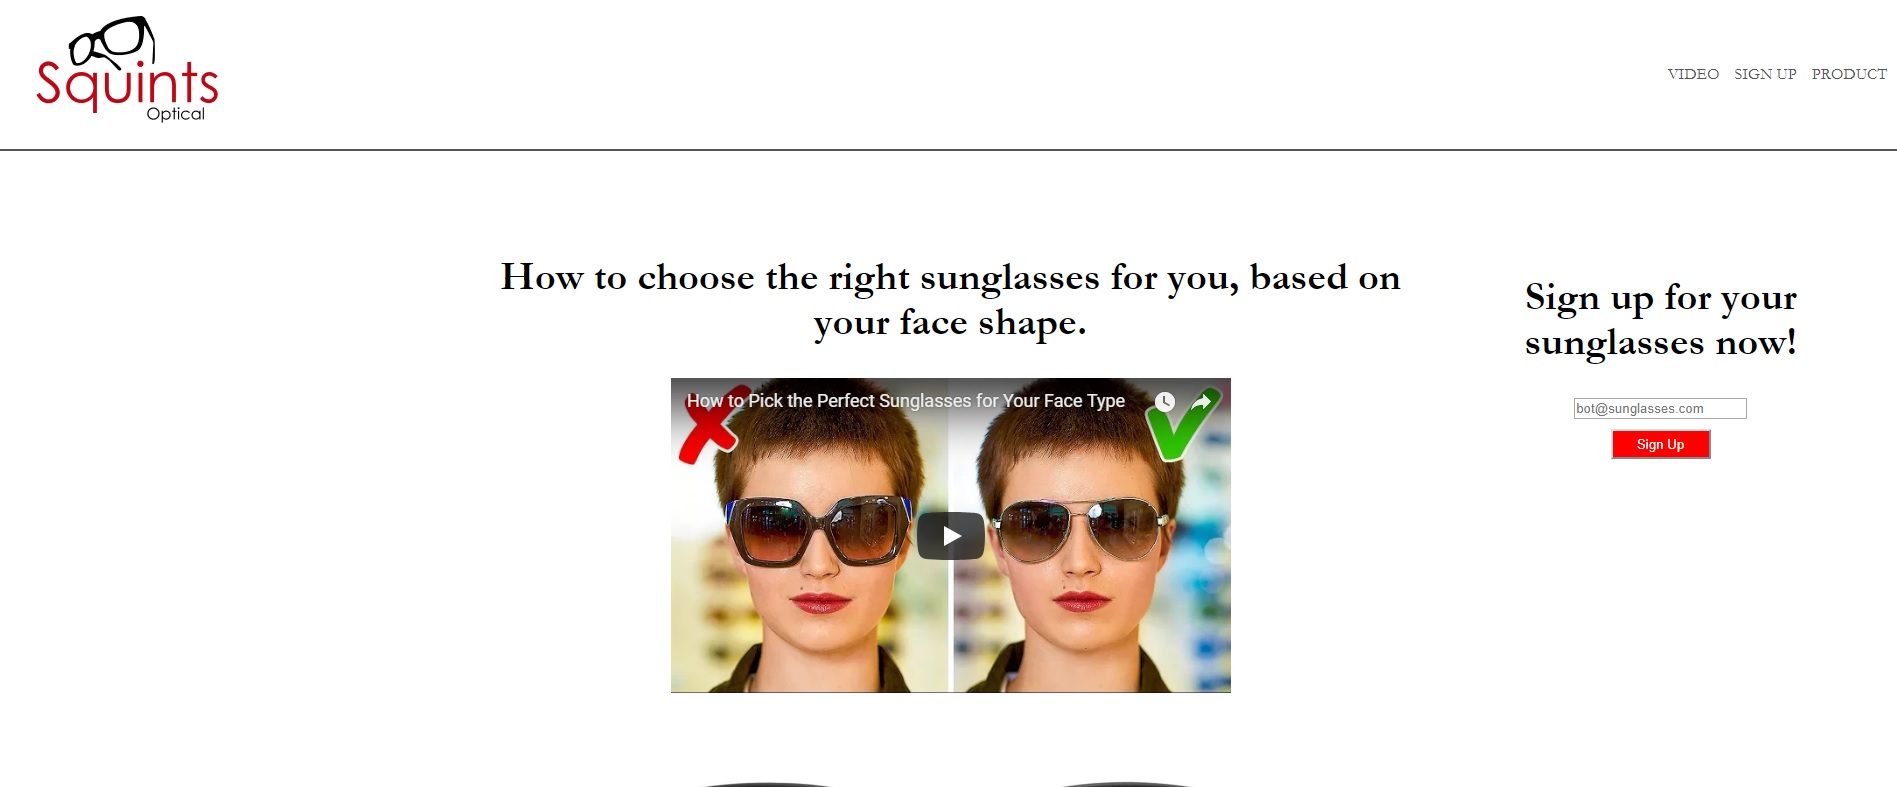 Squints
Optical
VIDEO SIGN UP PRODUCT
How to choose the right sunglasses for you, based on
your face shape.
How to Pick the Perfect Sunglasses for Your Face Type
Sign up for your
sunglasses now!
bot@sunglasses.com
Sign Up